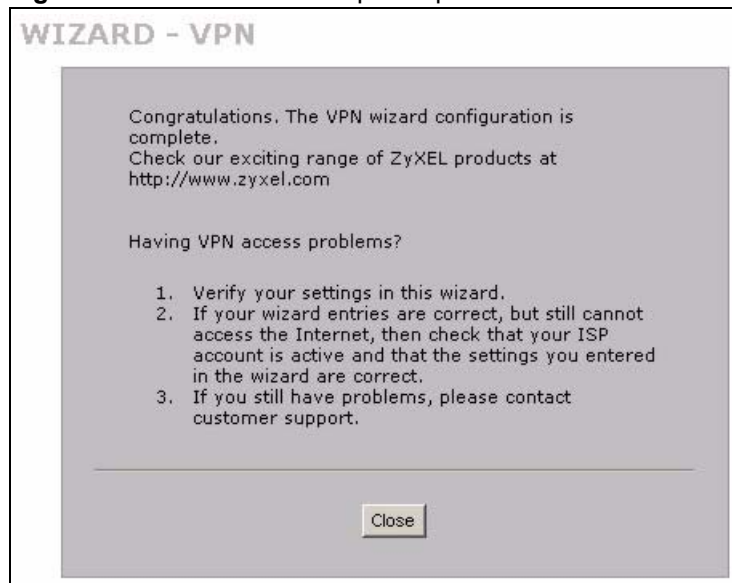 WIZARD - VPN
Congratulations. The VPN wizard configuration is
complete.
Check our exciting range of ZyXEL products at
http://www.zyxel.com
Having VPN access problems?
1. Verify your settings in this wizard.
2. If your wizard entries are correct, but still cannot
access the Internet, then check that your ISP
account is active and that the settings you entered
in the wizard are correct.
3. If you still have problems, please contact
customer support.
Close